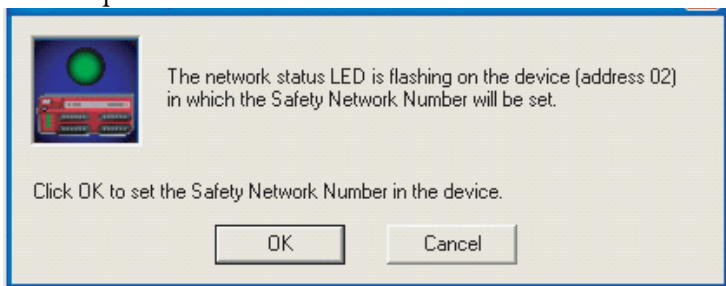 The network status LED is flashing on the device (address 02)
in which the Safety Network Number will be set.
Click OK to set the Safety Network Number in the device.
OK
Cancel